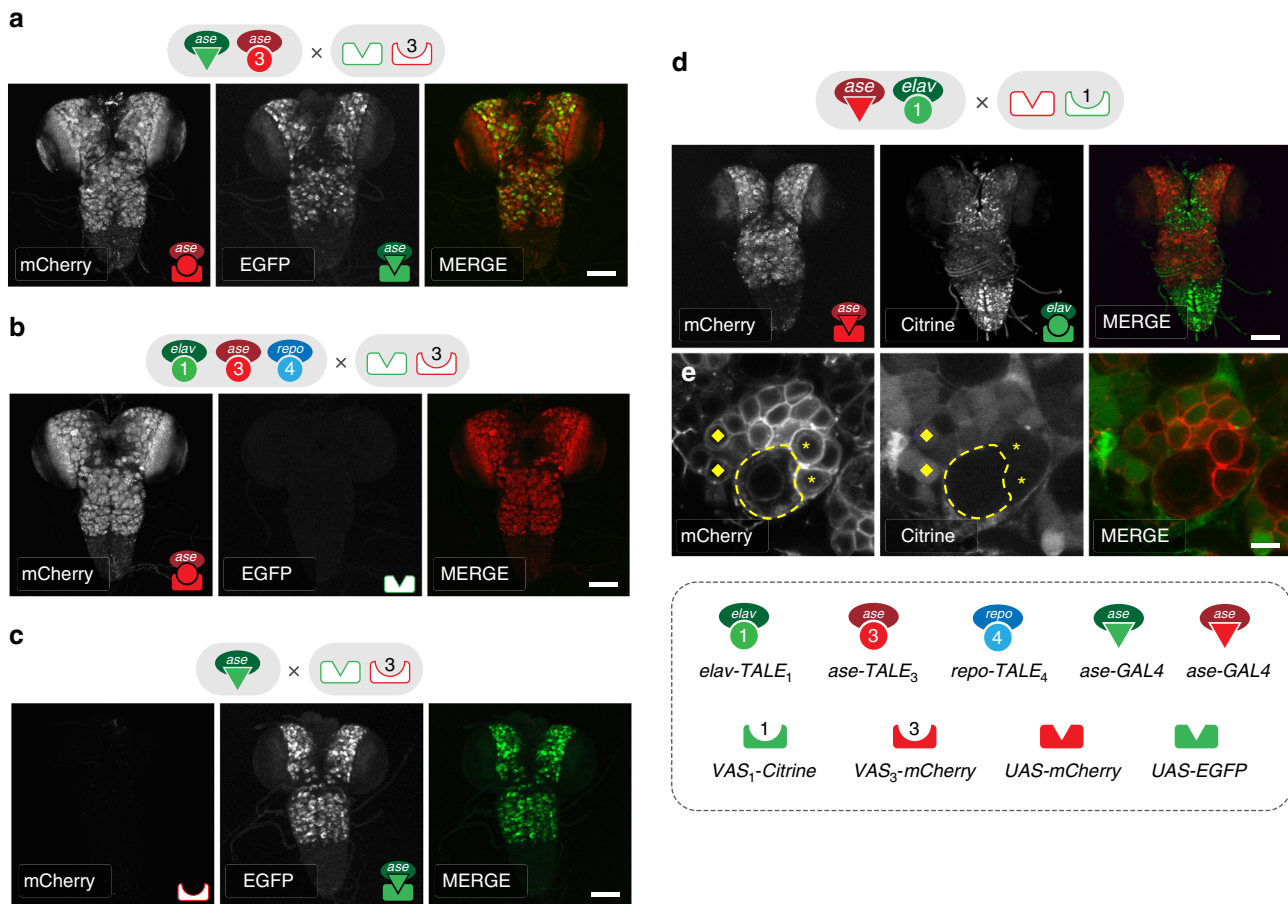 a
ase ase
3 × 3
mCherry ase EGFP ase MERGE
b
elav ase repo
1 3 4 × 3
mCherry ase EGFP MERGE
c
ase × 3
mCherry EGFP ase MERGE
d
ase elav
1 × 1
mCherry ase Citrine elav MERGE
e
* *
* *
mCherry Citrine MERGE
elav ase repo ase ase
1 3 4
elav-TALE₁ ase-TALE₃ repo-TALE₄ ase-GAL4 ase-GAL4
1 3
VAS₁-Citrine VAS₃-mCherry UAS-mCherry UAS-EGFP